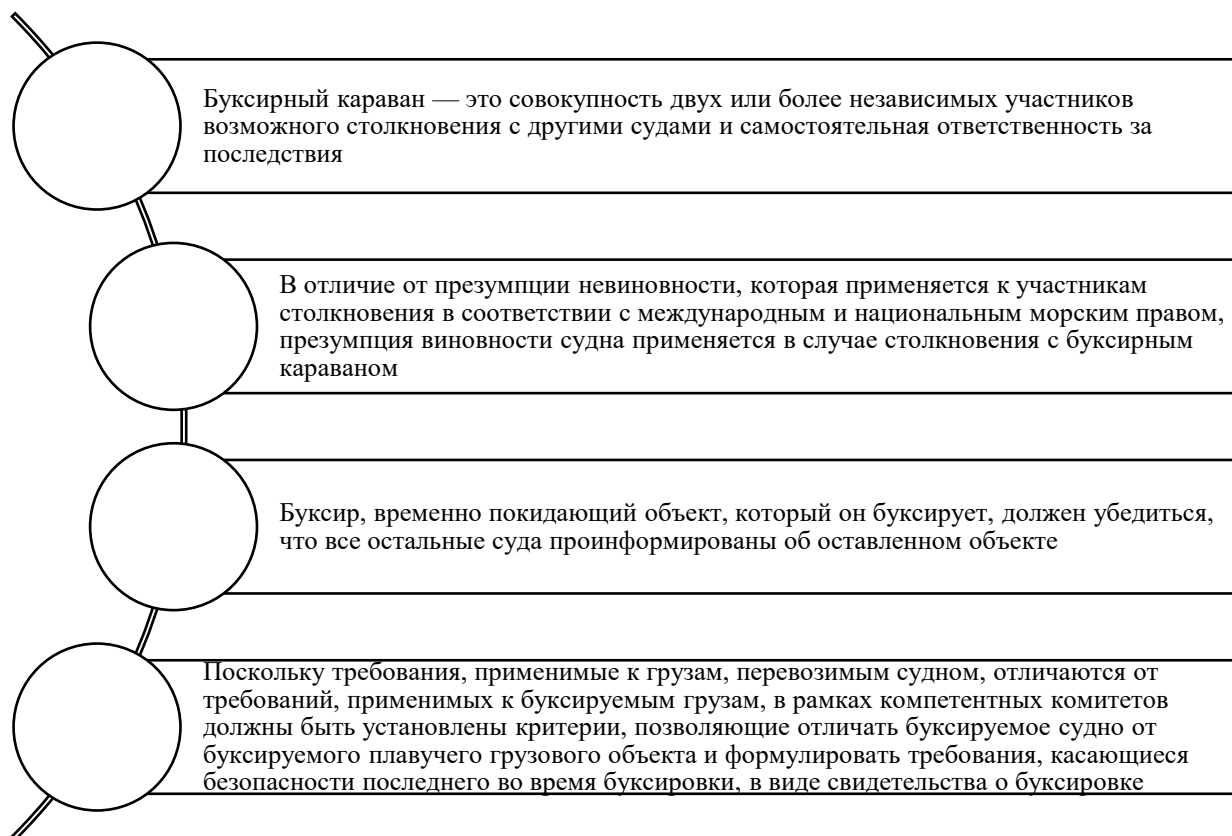 Буксирный караван — это совокупность двух или более независимых участников
возможного столкновения с другими судами и самостоятельная ответственность за
последствия
В отличие от презумпции невиновности, которая применяется к участникам
столкновения в соответствии с международным и национальным морским правом,
презумпция виновности судна применяется в случае столкновения с буксирным
караваном
Буксир, временно покидающий объект, который он буксирует, должен убедиться,
что все остальные суда проинформированы об оставленном объекте
Поскольку требования, применимые к грузам, перевозимым судном, отличаются от
требований, применимых к буксируемым грузам, в рамках компетентных комитетов
должны быть установлены критерии, позволяющие отличать буксируемое судно от
буксируемого плавучего грузового объекта и формулировать требования, касающиеся
безопасности последнего во время буксировки, в виде свидетельства о буксировке